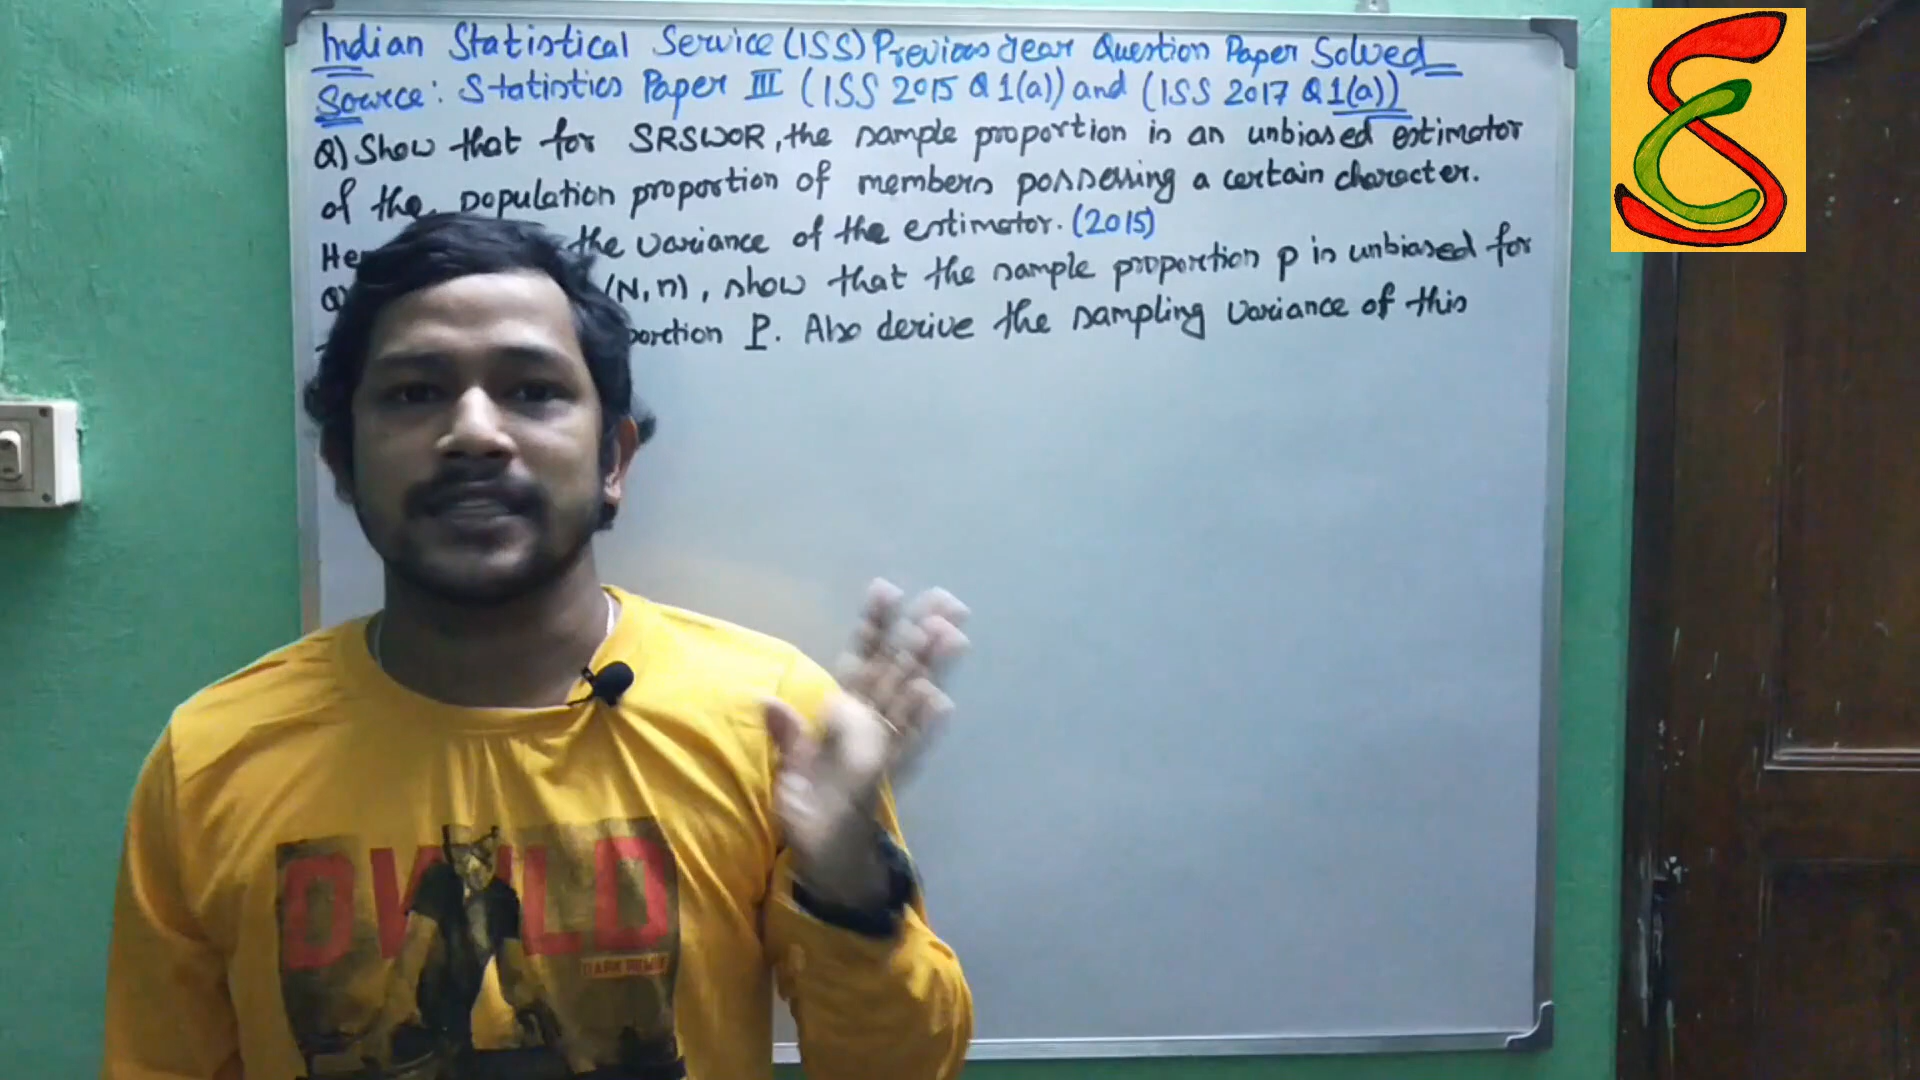 Indian Statistical Service (ISS) Previous Year Question Paper Solved
Source: Statistics Paper III (ISS 2015 Q 1(a)) and (ISS 2017 Q 1(a))
Q) Show that for SRSWOR, the sample proportion is an unbiased estimator
of the population proportion of members possessing a certain character.
the variance of the estimator. (2015)
(N, n), show that the sample proportion p is unbiased for
P. Also derive the sampling variance of this